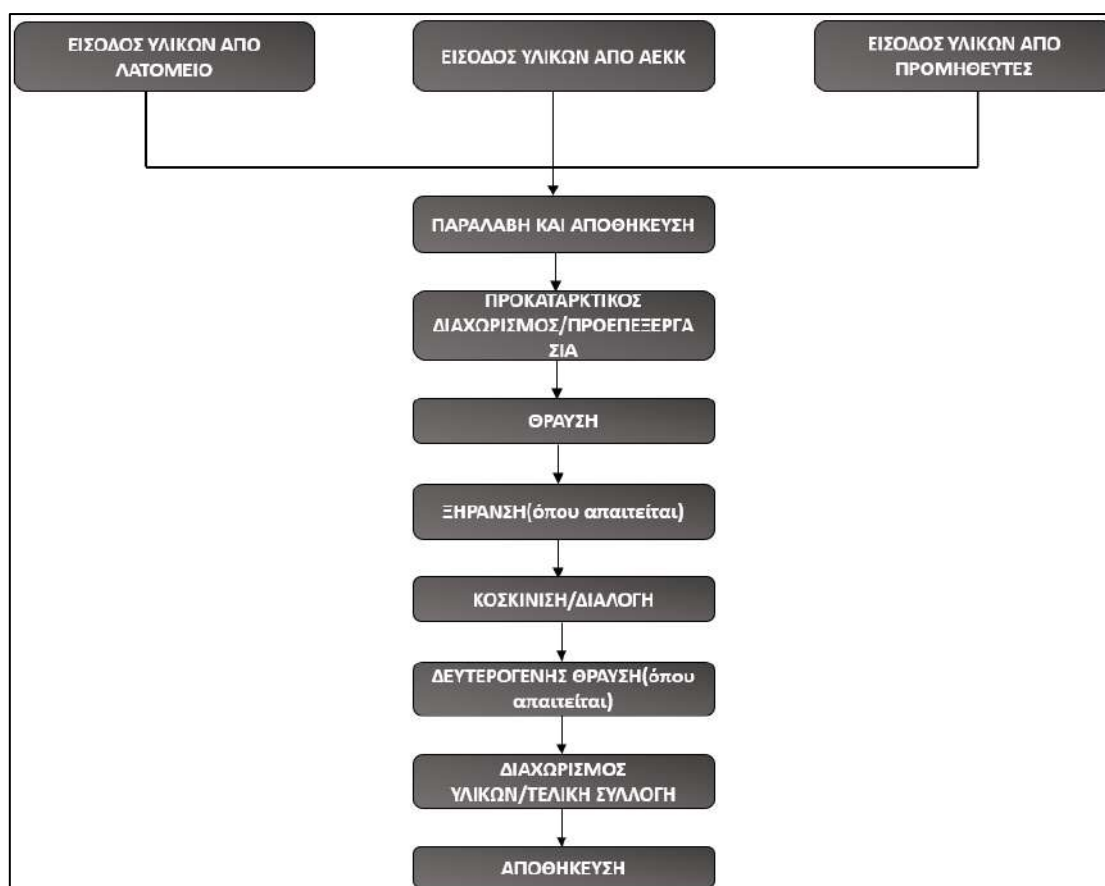 ΕΙΣΟΔΟΣ ΥΛΙΚΩΝ ΑΠΟ
ΛΑΤΟΜΕΙΟ
ΕΙΣΟΔΟΣ ΥΛΙΚΩΝ ΑΠΟ ΑΕΚΚ
ΕΙΣΟΔΟΣ ΥΛΙΚΩΝ ΑΠΟ
ΠΡΟΜΗΘΕΥΤΕΣ
ΠΑΡΑΛΑΒΗ ΚΑΙ ΑΠΟΘΗΚΕΥΣΗ
ΠΡΟΚΑΤΑΡΚΤΙΚΟΣ
ΔΙΑΧΩΡΙΣΜΟΣ/ΠΡΟΕΠΕΞΕΡΓΑ
ΣΙΑ
ΘΡΑΥΣΗ
ΞΗΡΑΝΣΗ(όπου απαιτείται)
ΚΟΣΚΙΝΙΣΗ/ΔΙΑΛΟΓΗ
ΔΕΥΤΕΡΟΓΕΝΗΣ ΘΡΑΥΣΗ(όπου
απαιτείται)
ΔΙΑΧΩΡΙΣΜΟΣ
ΥΛΙΚΩΝ/ΤΕΛΙΚΗ ΣΥΛΛΟΓΗ
ΑΠΟΘΗΚΕΥΣΗ